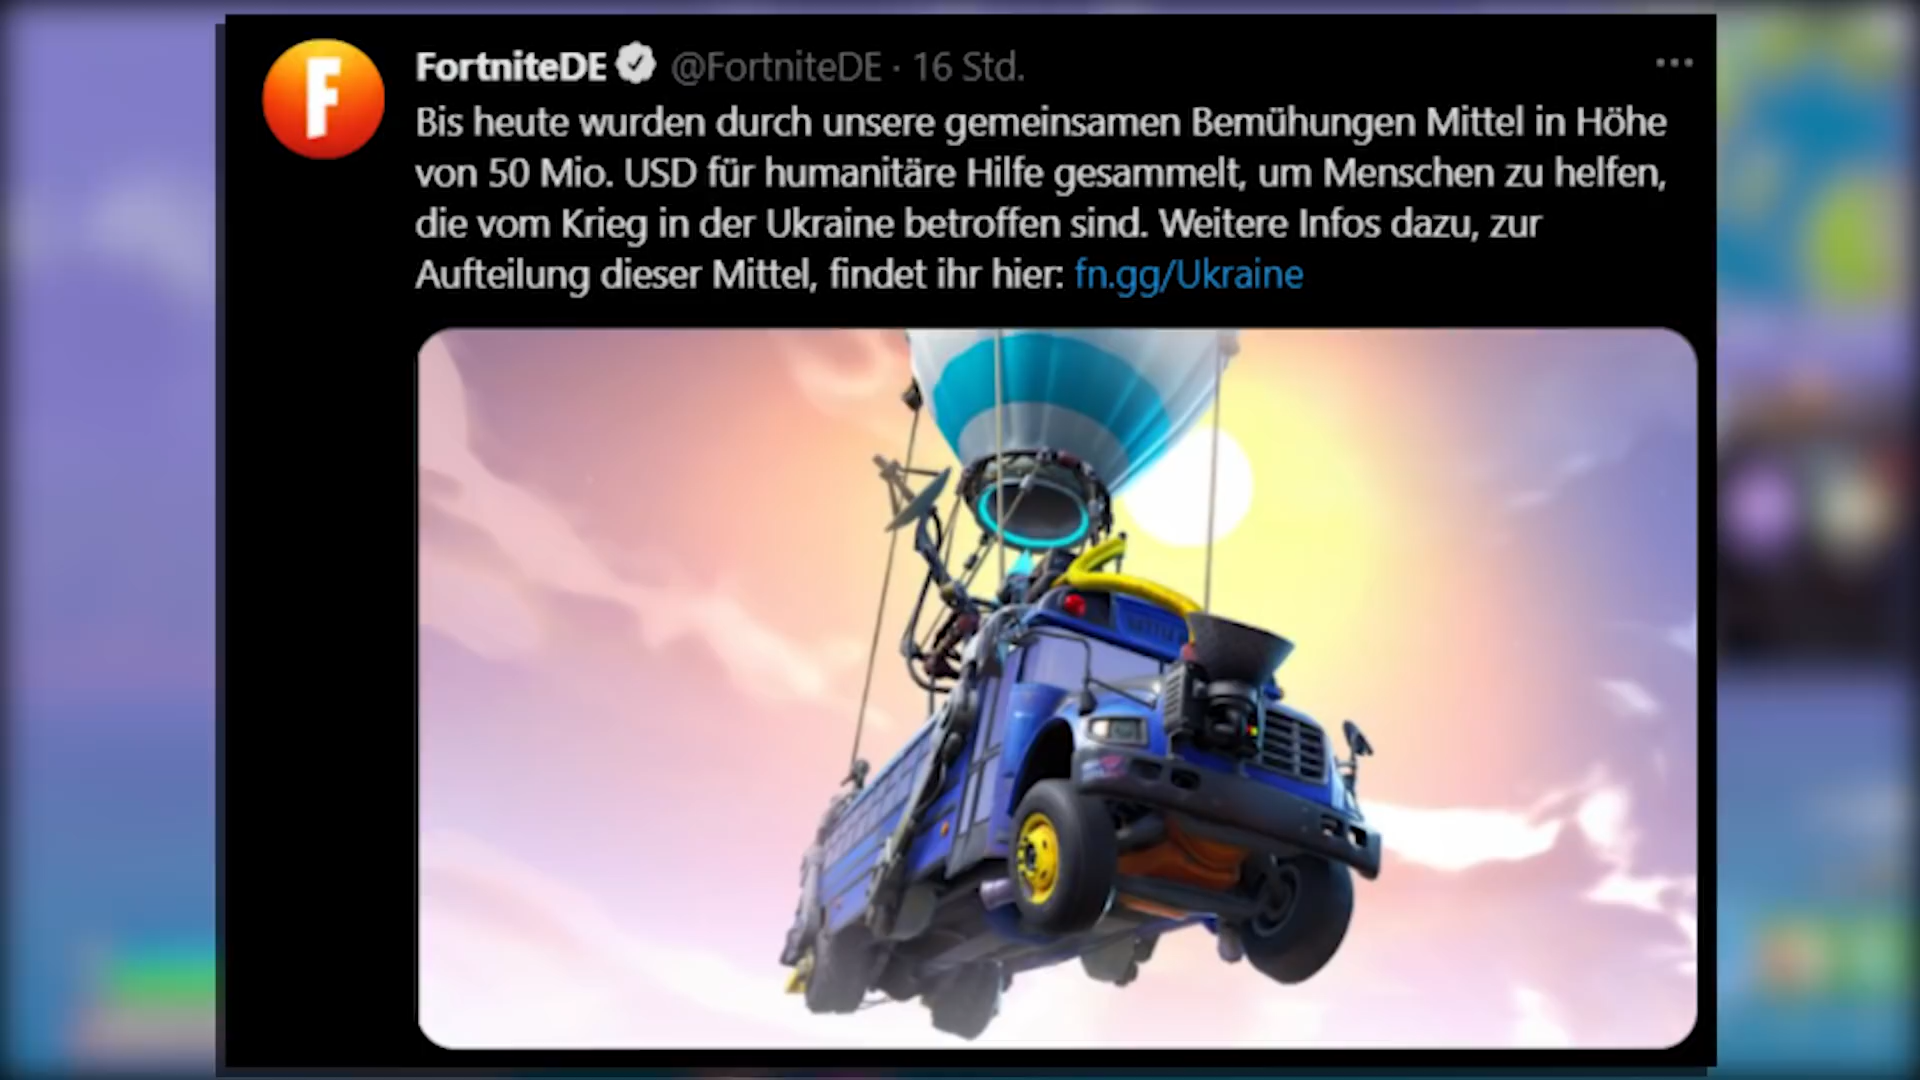 FortniteDE @FortniteDE · 16 Std.
Bis heute wurden durch unsere gemeinsamen Bemühungen Mittel in Höhe
von 50 Mio. USD für humanitäre Hilfe gesammelt, um Menschen zu helfen,
die vom Krieg in der Ukraine betroffen sind. Weitere Infos dazu, zur
Aufteilung dieser Mittel, findet ihr hier: fn.gg/Ukraine